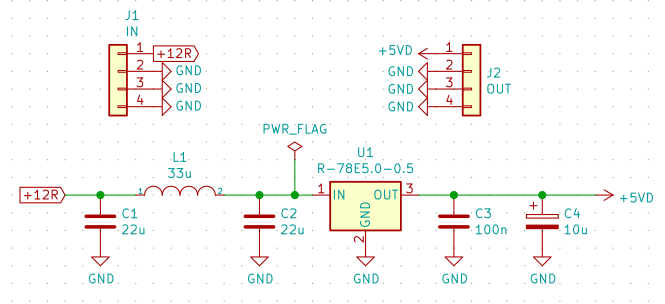 J1
IN
1 +12R
2 GND
3 GND
4 GND
+5VD 1
GND 2
GND 3
GND 4
J2
OUT
PWR_FLAG
L1
33u
1 2
U1
R-78E5.0-0.5
+12R
1 IN OUT 3
GND
2
+5VD
C1
22u
C2
22u
C3
100n
+
C4
10u
GND
GND
GND
GND
GND